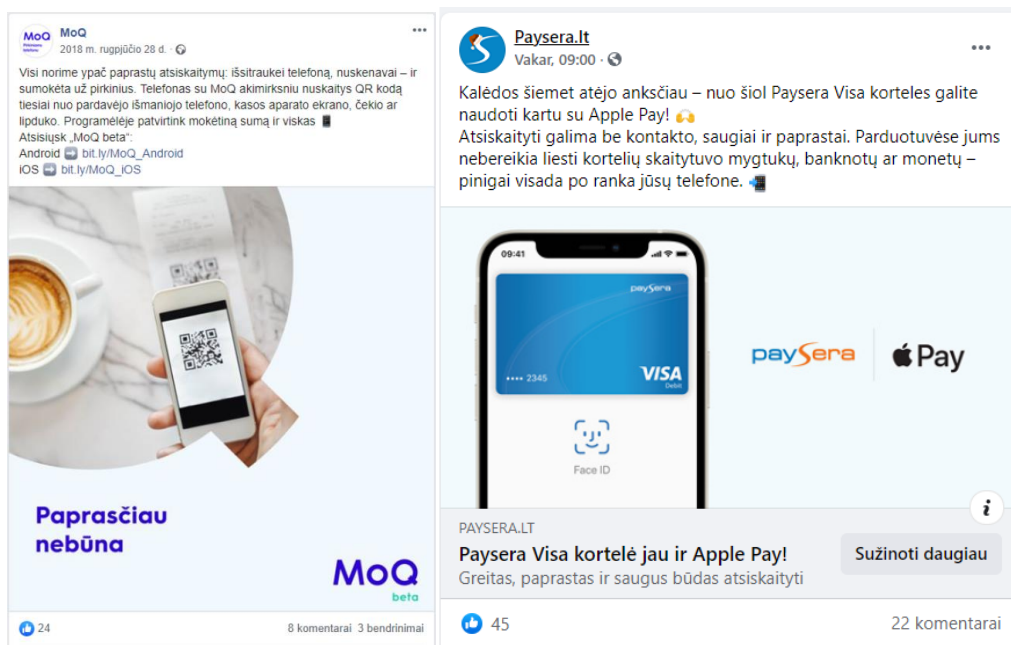 MoQ
2018 m. rugpjūčio 28 d.
Visi norime ypač paprastų atsiskaitymų: išsitraukei telefoną, nuskenavai – ir
sumokėta už pirkinius. Telefonas su MoQ akimirksniu nuskaitys QR kodą
tiesiai nuo pardavėjo išmaniojo telefono, kasos aparato ekrano, čekio ar
lipduko. Programėlėje patvirtink mokėtiną sumą ir viskas
Atsisiųsk „MoQ beta“:
Android ➡️ bit.ly/MoQ_Android
iOS ➡️ bit.ly/MoQ_iOS
Paprasčiau
nebūna
MoQ
beta
24
8 komentarai 3 bendrinimai
Paysera.lt
Vakar, 09:00
Kalėdos šiemet atėjo anksčiau – nuo šiol Paysera Visa korteles galite
naudoti kartu su Apple Pay! 🙌
Atsiskaityti galima be kontakto, saugiai ir paprastai. Parduotuvėse jums
nebereikia liesti kortelių skaitytuvo mygtukų, banknotų ar monetų –
pinigai visada po ranka jūsų telefone. 📲
09:41
paysera
•••• 2345
VISA
Debit
Face ID
paysera
Pay
PAYSERA.LT
Paysera Visa kortelė jau ir Apple Pay!
Greitas, paprastas ir saugus būdas atsiskaityti
Sužinoti daugiau
45
22 komentarai